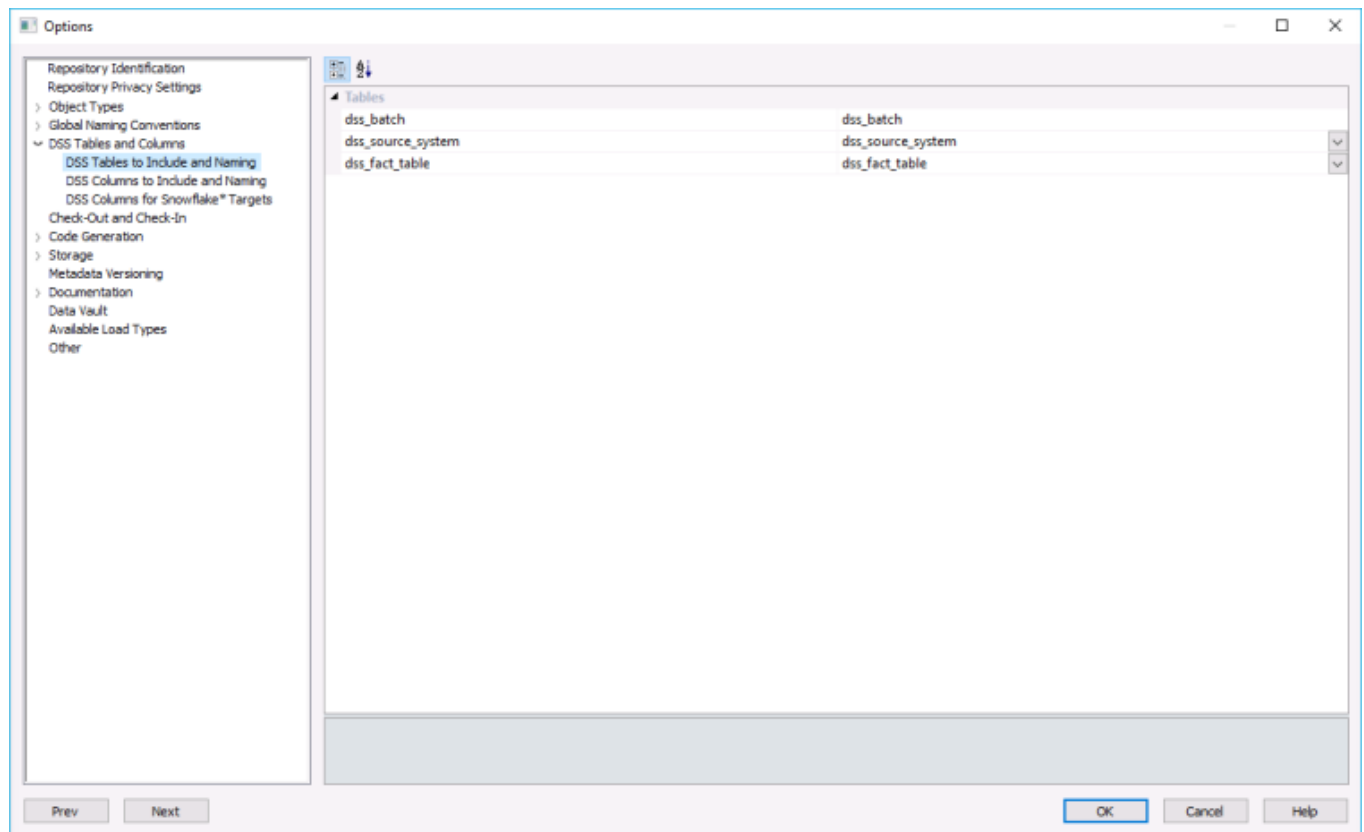 Options
Repository Identification
Repository Privacy Settings
Object Types
Global Naming Conventions
DSS Tables and Columns
DSS Tables to Include and Naming
DSS Columns to Include and Naming
DSS Columns for Snowflake* Targets
Check-Out and Check-In
Code Generation
Storage
Metadata Versioning
Documentation
Data Vault
Available Load Types
Other
Tables
dss_batch dss_batch
dss_source_system dss_source_system
dss_fact_table dss_fact_table
Prev Next OK Cancel Help